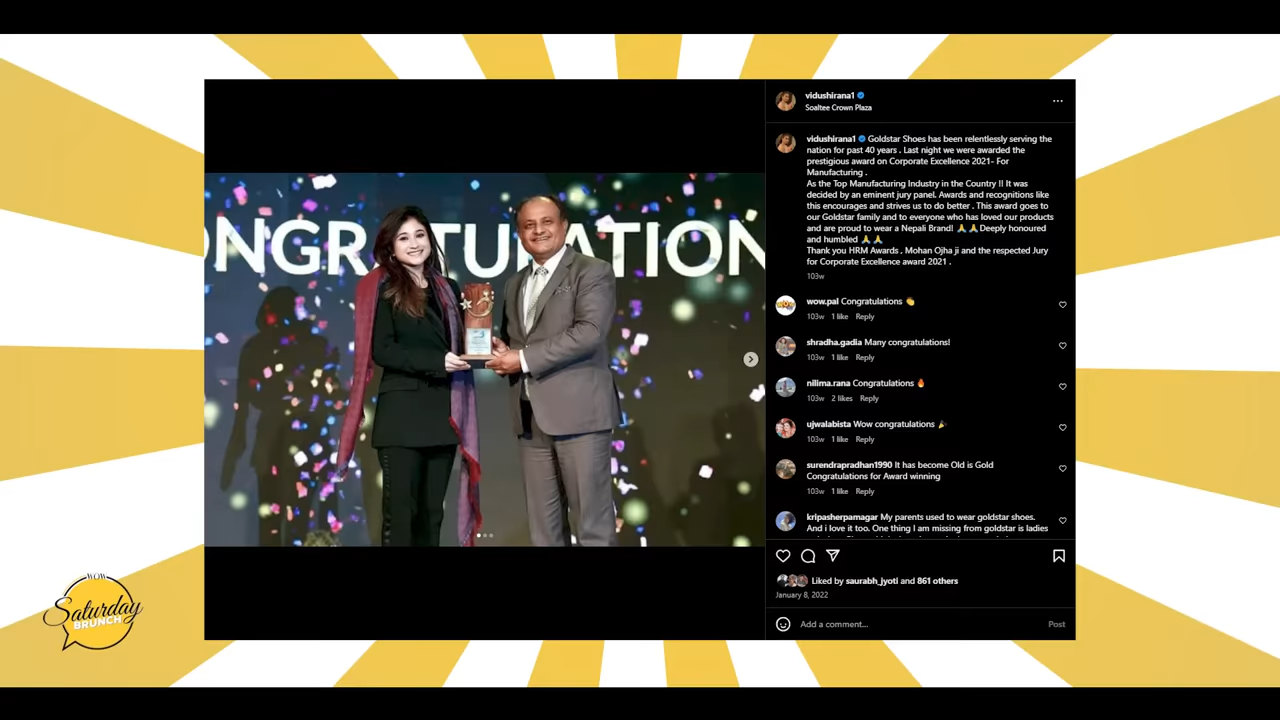 ONGRATULATION
vidushirana1
Soaltee Crown Plaza
vidushirana1 Goldstar Shoes has been relentlessly serving the
nation for past 40 years . Last night we were awarded the
prestigious award on Corporate Excellence 2021- For
Manufacturing .
As the Top Manufacturing Industry in the Country !! It was
decided by an eminent jury panel. Awards and recognitions like
this encourages and strives us to do better . This award goes to
our Goldstar family and to everyone who has loved our products
and are proud to wear a Nepali Brand! 🙏🙏Deeply honoured
and humbled 🙏🙏
Thank you HRM Awards , Mohan Ojha ji and the respected Jury
for Corporate Excellence award 2021 .
103w
wow.pal Congratulations 👏
103w 1 like Reply
shradha.gadia Many congratulations!
103w 1 like Reply
nilima.rana Congratulations 🔥
103w 2 likes Reply
ujwalabista Wow congratulations 🎉
103w 1 like Reply
surendrapradhan1990 It has become Old is Gold
Congratulations for Award winning
103w 1 like Reply
kripasherpamagar My parents used to wear goldstar shoes.
And i love it too. One thing I am missing from goldstar is ladies
Liked by saurabh_jyoti and 861 others
January 8, 2022
Add a comment... Post
WOW
Saturday
BRUNCH